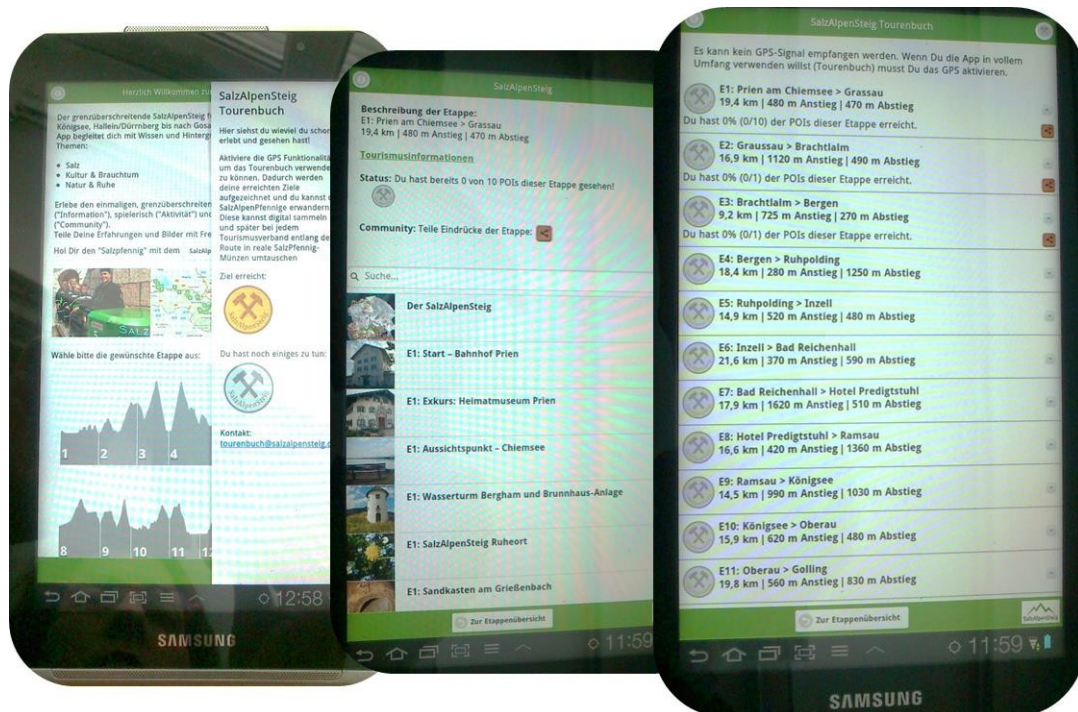 Herzlich Willkommen zu
Der grenzüberschreitende SalzAlpenSteig
Königsee, Hallein/Dürrnberg bis nach Gosa
App begleitet dich mit Wissen und Hintergr
Themen:
Salz
Kultur & Brauchtum
Natur & Ruhe
Erlebe den einmaligen, grenzüberschreiten
("Information"), spielerisch ("Aktivität") und
("Community").
Teile Deine Erfahrungen und Bilder mit Fre
Hol Dir den "Salzpfennig" mit dem SalzAlp
SALZ
Wähle bitte die gewünschte Etappe aus:
1 2 3 4
8 9 10 11 12
SalzAlpenSteig
Tourenbuch
Hier siehst du wieviel du schon
erlebt und gesehen hast!
Aktiviere die GPS Funktionalitä
um das Tourenbuch verwende
zu können. Dadurch werden
deine erreichten Ziele
aufgezeichnet und du kannst
SalzAlpenPfennige erwandern
Diese kannst digital sammeln
und später bei jedem
Tourismusverband entlang de
Route in reale SalzPfennig-
Münzen umtauschen
Ziel erreicht:
SalzAlpenSteig
Du hast noch einiges zu tun:
SalzAlpenSteig
Kontakt:
tourenbuch@salzalpensteig.
12:58
SAMSUNG
SalzAlpenSteig
Beschreibung der Etappe:
E1: Prien am Chiemsee > Grassau
19,4 km | 480 m Anstieg | 470 m Abstieg
Tourismusinformationen
Status: Du hast bereits 0 von 10 POIs dieser Etappe gesehen!
Community: Teile Eindrücke der Etappe:
Suche...
Der SalzAlpenSteig
E1: Start – Bahnhof Prien
E1: Exkurs: Heimatmuseum Prien
E1: Aussichtspunkt – Chiemsee
E1: Wasserturm Bergham und Brunnhaus-Anlage
E1: SalzAlpenSteig Ruheort
E1: Sandkasten am Grießenbach
Zur Etappenübersicht
11:59
SalzAlpenSteig Tourenbuch
Es kann kein GPS-Signal empfangen werden. Wenn Du die App in vollem
Umfang verwenden willst (Tourenbuch) musst Du das GPS aktivieren.
E1: Prien am Chiemsee > Grassau
19,4 km | 480 m Anstieg | 470 m Abstieg
Du hast 0% (0/10) der POIs dieser Etappe erreicht.
E2: Graussau > Brachtlalm
16,9 km | 1120 m Anstieg | 490 m Abstieg
Du hast 0% (0/1) der POIs dieser Etappe erreicht.
E3: Brachtlalm > Bergen
9,2 km | 725 m Anstieg | 270 m Abstieg
Du hast 0% (0/1) der POIs dieser Etappe erreicht.
E4: Bergen > Ruhpolding
18,4 km | 280 m Anstieg | 1250 m Abstieg
E5: Ruhpolding > Inzell
14,9 km | 520 m Anstieg | 480 m Abstieg
E6: Inzell > Bad Reichenhall
21,6 km | 370 m Anstieg | 590 m Abstieg
E7: Bad Reichenhall > Hotel Predigtstuhl
17,9 km | 1620 m Anstieg | 510 m Abstieg
E8: Hotel Predigtstuhl > Ramsau
16,6 km | 420 m Anstieg | 1360 m Abstieg
E9: Ramsau > Königsee
14,5 km | 990 m Anstieg | 1030 m Abstieg
E10: Königsee > Oberau
15,9 km | 620 m Anstieg | 480 m Abstieg
E11: Oberau > Golling
19,8 km | 560 m Anstieg | 830 m Abstieg
Zur Etappenübersicht
SalzAlpenSteig
11:59
SAMSUNG